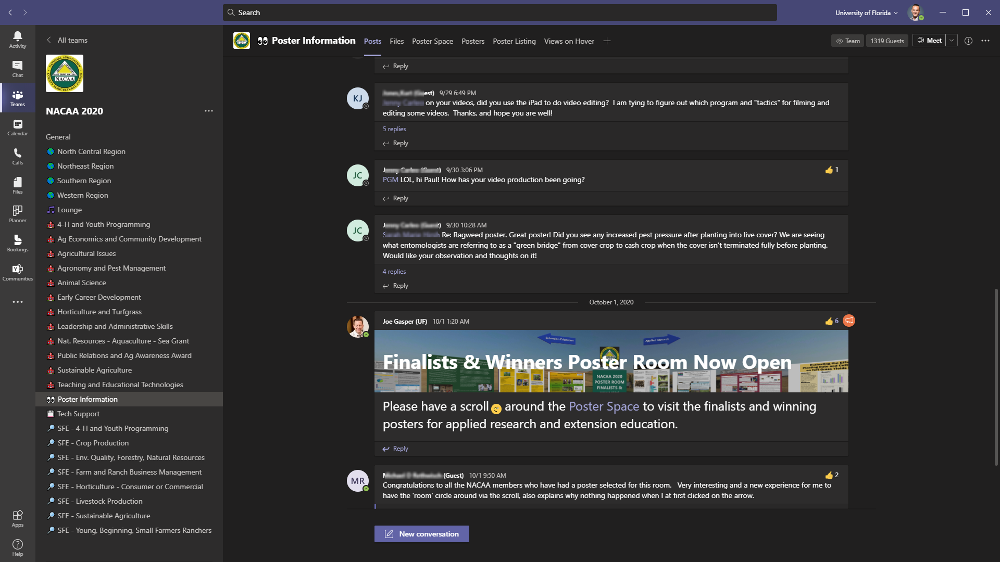 Search
University of Florida
Activity
Chat
Teams
Calendar
Calls
Files
Planner
Bookings
Communities
Apps
Help
All teams
NACAA
NACAA 2020
General
North Central Region
Northeast Region
Southern Region
Western Region
Lounge
4-H and Youth Programming
Ag Economics and Community Development
Agricultural Issues
Agronomy and Pest Management
Animal Science
Early Career Development
Horticulture and Turfgrass
Leadership and Administrative Skills
Nat. Resources - Aquaculture - Sea Grant
Public Relations and Ag Awareness Award
Sustainable Agriculture
Teaching and Educational Technologies
Poster Information
Tech Support
SFE - 4-H and Youth Programming
SFE - Crop Production
SFE - Env. Quality, Forestry, Natural Resources
SFE - Farm and Ranch Business Management
SFE - Horticulture - Consumer or Commercial
SFE - Livestock Production
SFE - Sustainable Agriculture
SFE - Young, Beginning, Small Farmers Ranchers
Poster Information Posts Files Poster Space Posters Poster Listing Views on Hover
Team 1319 Guests Meet
Reply
KJ
9/29 6:49 PM
on your videos, did you use the iPad to do video editing? I am tying to figure out which program and "tactics" for filming and
editing some videos. Thanks, and hope you are well!
5 replies
Reply
JC
9/30 3:06 PM
1
PGM LOL, hi Paul! How has your video production been going?
Reply
JC
9/30 10:28 AM
Re: Ragweed poster. Great poster! Did you see any increased pest pressure after planting into live cover? We are seeing
what entomologists are referring to as a "green bridge" from cover crop to cash crop when the cover isn't terminated fully before planting.
Would like your observation and thoughts on it!
4 replies
Reply
October 1, 2020
Joe Gasper (UF) 10/1 1:20 AM
6
Extension Education
Applied Research
Finalists & Winners Poster Room Now Open
NACAA 2020
POSTER ROOM
FINALISTS &
Please have a scroll around the Poster Space to visit the finalists and winning
posters for applied research and extension education.
Reply
MR
(Guest) 10/1 9:50 AM
2
Congratulations to all the NACAA members who have had a poster selected for this room. Very interesting and a new experience for me to
have the 'room' circle around via the scroll, also explains why nothing happened when I at first clicked on the arrow.
New conversation